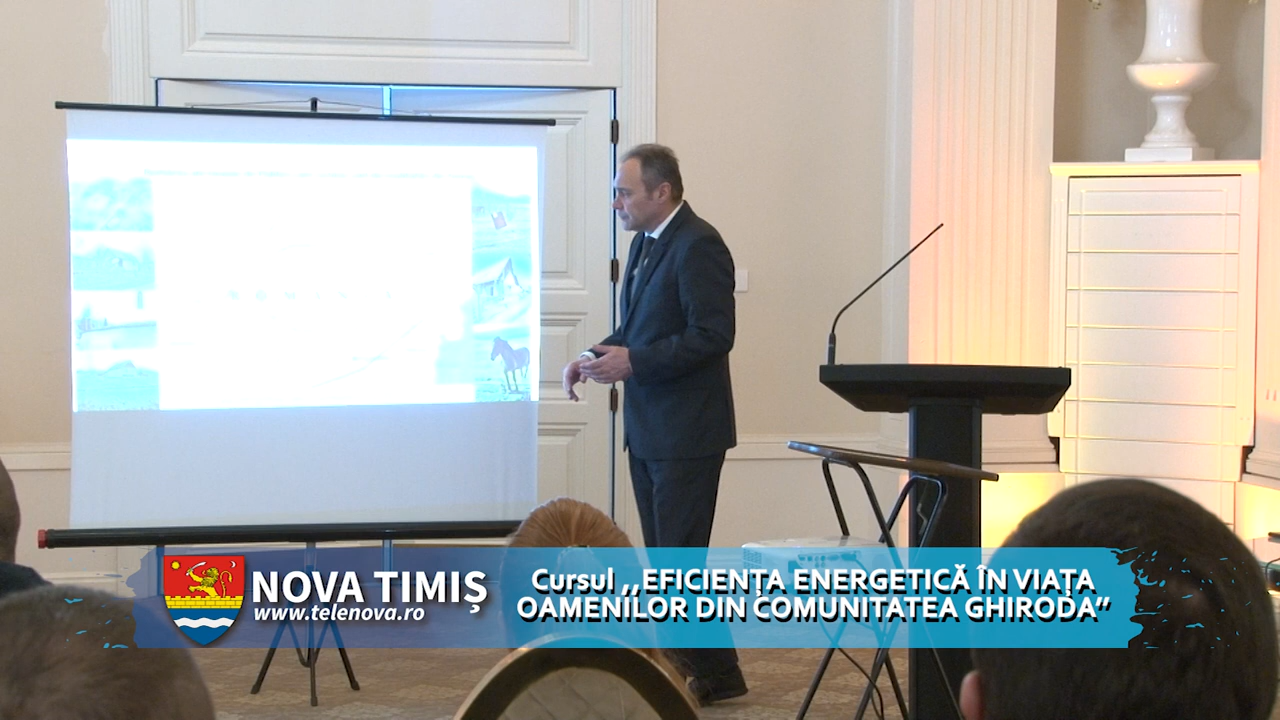 NOVA TIMIȘ
www.telenova.ro
Cursul ,,EFICIENȚA ENERGETICĂ ÎN VIAȚA
OAMENILOR DIN COMUNITATEA GHIRODA”